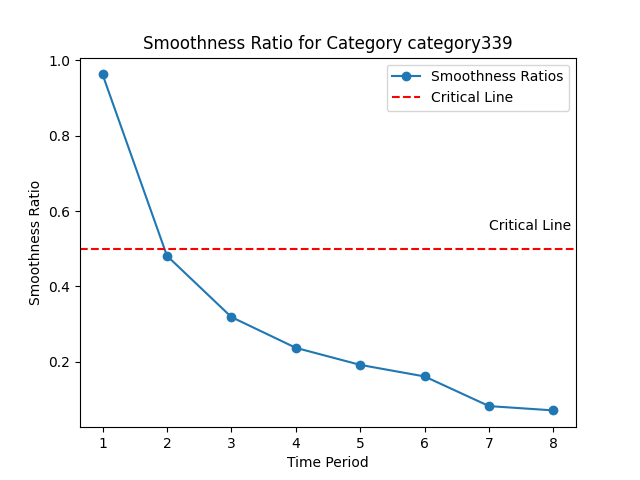 Smoothness Ratio for Category category339
Smoothness Ratios
Critical Line
Critical Line
Smoothness Ratio
1.0
0.8
0.6
0.4
0.2
1 2 3 4 5 6 7 8
Time Period